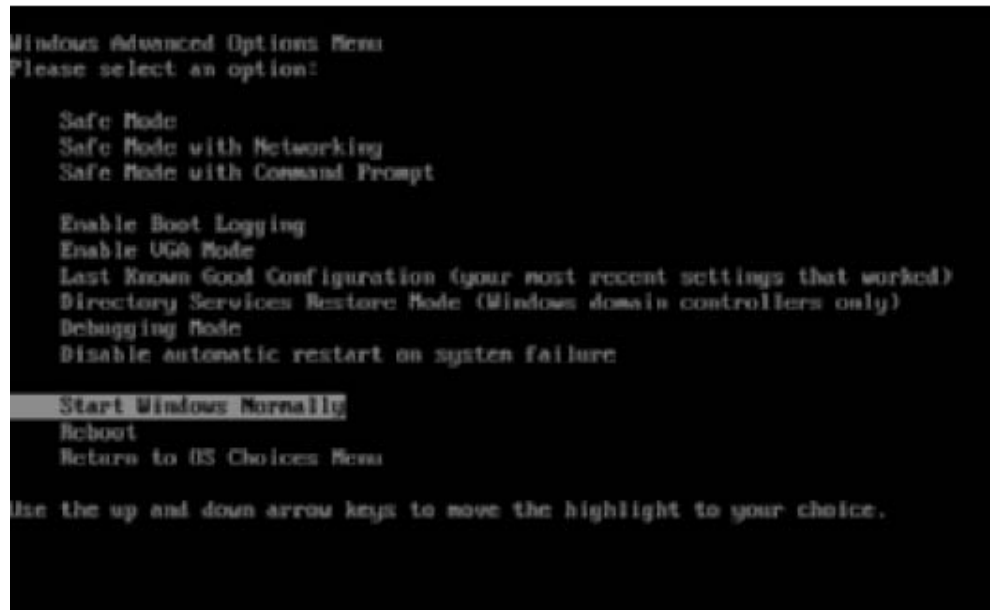 Windows Advanced Options Menu
Please select an option:
Safe Mode
Safe Mode with Networking
Safe Mode with Command Prompt
Enable Boot Logging
Enable VGA Mode
Last Known Good Configuration (your most recent settings that worked)
Directory Services Restore Mode (Windows domain controllers only)
Debugging Mode
Disable automatic restart on system failure
Start Windows Normally
Reboot
Return to OS Choices Menu
Use the up and down arrow keys to move the highlight to your choice.